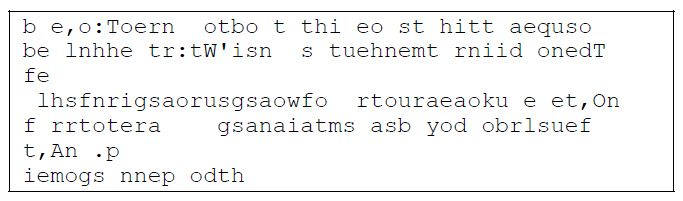 b e,o:Toern  otbo t thi eo st hitt aequso
be lnhhe tr:tW'isn  s tuehnemt rniid onedT
fe
 lhsfnrigsaorusgsaowfo  rtouraeaoku e et,On
f rrtotera    gsanaiatms asb yod obrlsuef
t,An .p
iemogs nnep odth